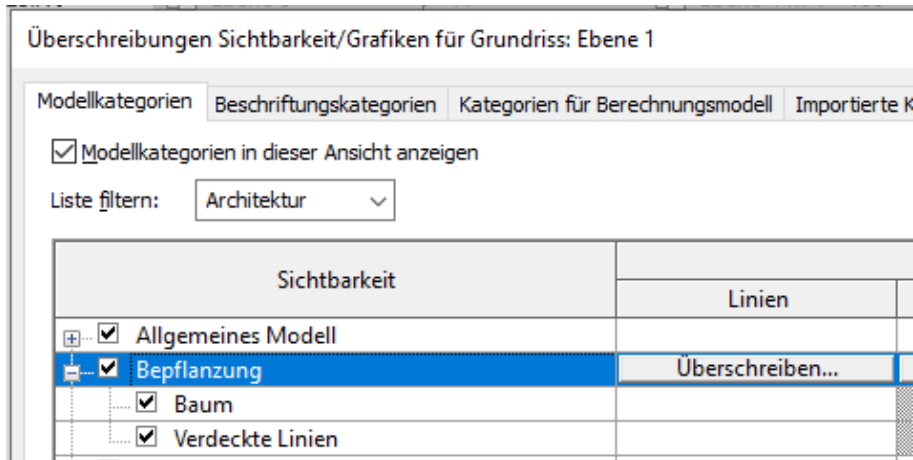 Überschreibungen Sichtbarkeit/Grafiken für Grundriss: Ebene 1
Modellkategorien Beschriftungskategorien Kategorien für Berechnungsmodell Importierte
Modellkategorien in dieser Ansicht anzeigen
Liste filtern: Architektur
Sichtbarkeit
Linien
Allgemeines Modell
Bepflanzung Überschreiben...
Baum
Verdeckte Linien